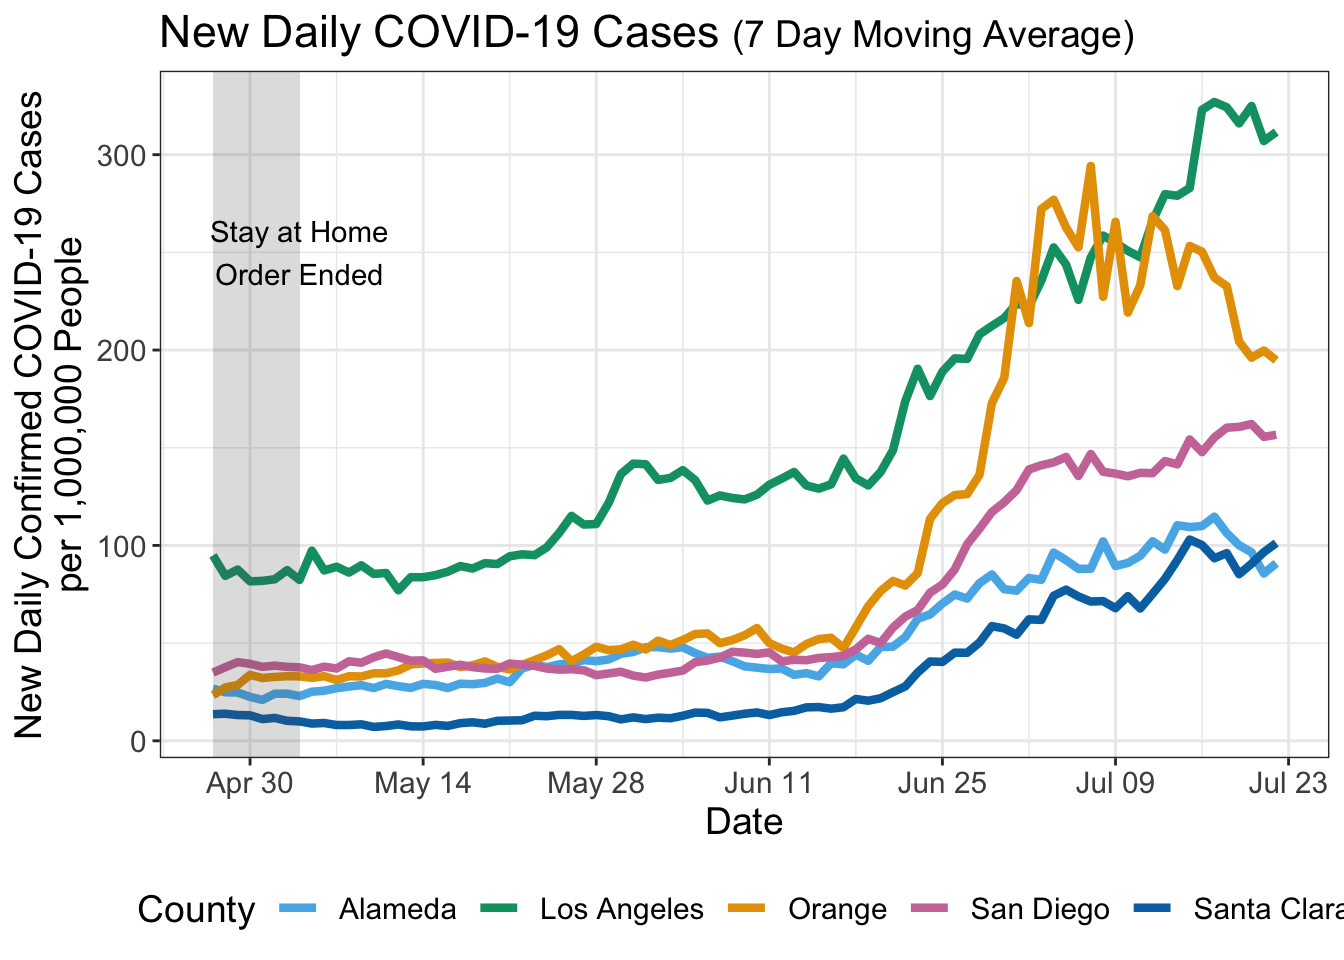 New Daily COVID-19 Cases (7 Day Moving Average)
New Daily Confirmed COVID-19 Cases
per 1,000,000 People
300
200
100
0
Stay at Home
Order Ended
Apr 30 May 14 May 28 Jun 11 Jun 25 Jul 09 Jul 23
Date
County Alameda Los Angeles Orange San Diego Santa Clara